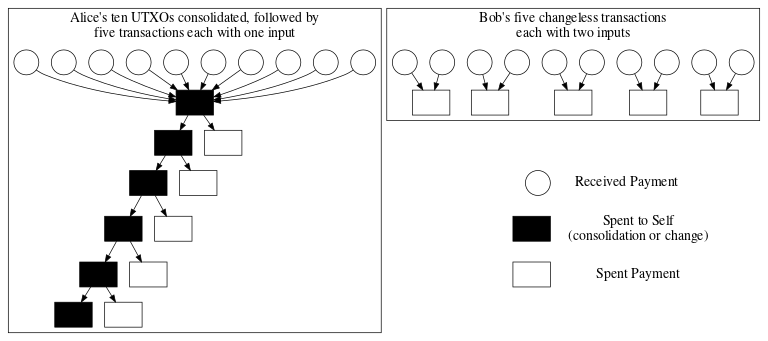 Alice's ten UTXOs consolidated, followed by
five transactions each with one input
Bob's five changeless transactions
each with two inputs
Received Payment
Spent to Self
(consolidation or change)
Spent Payment